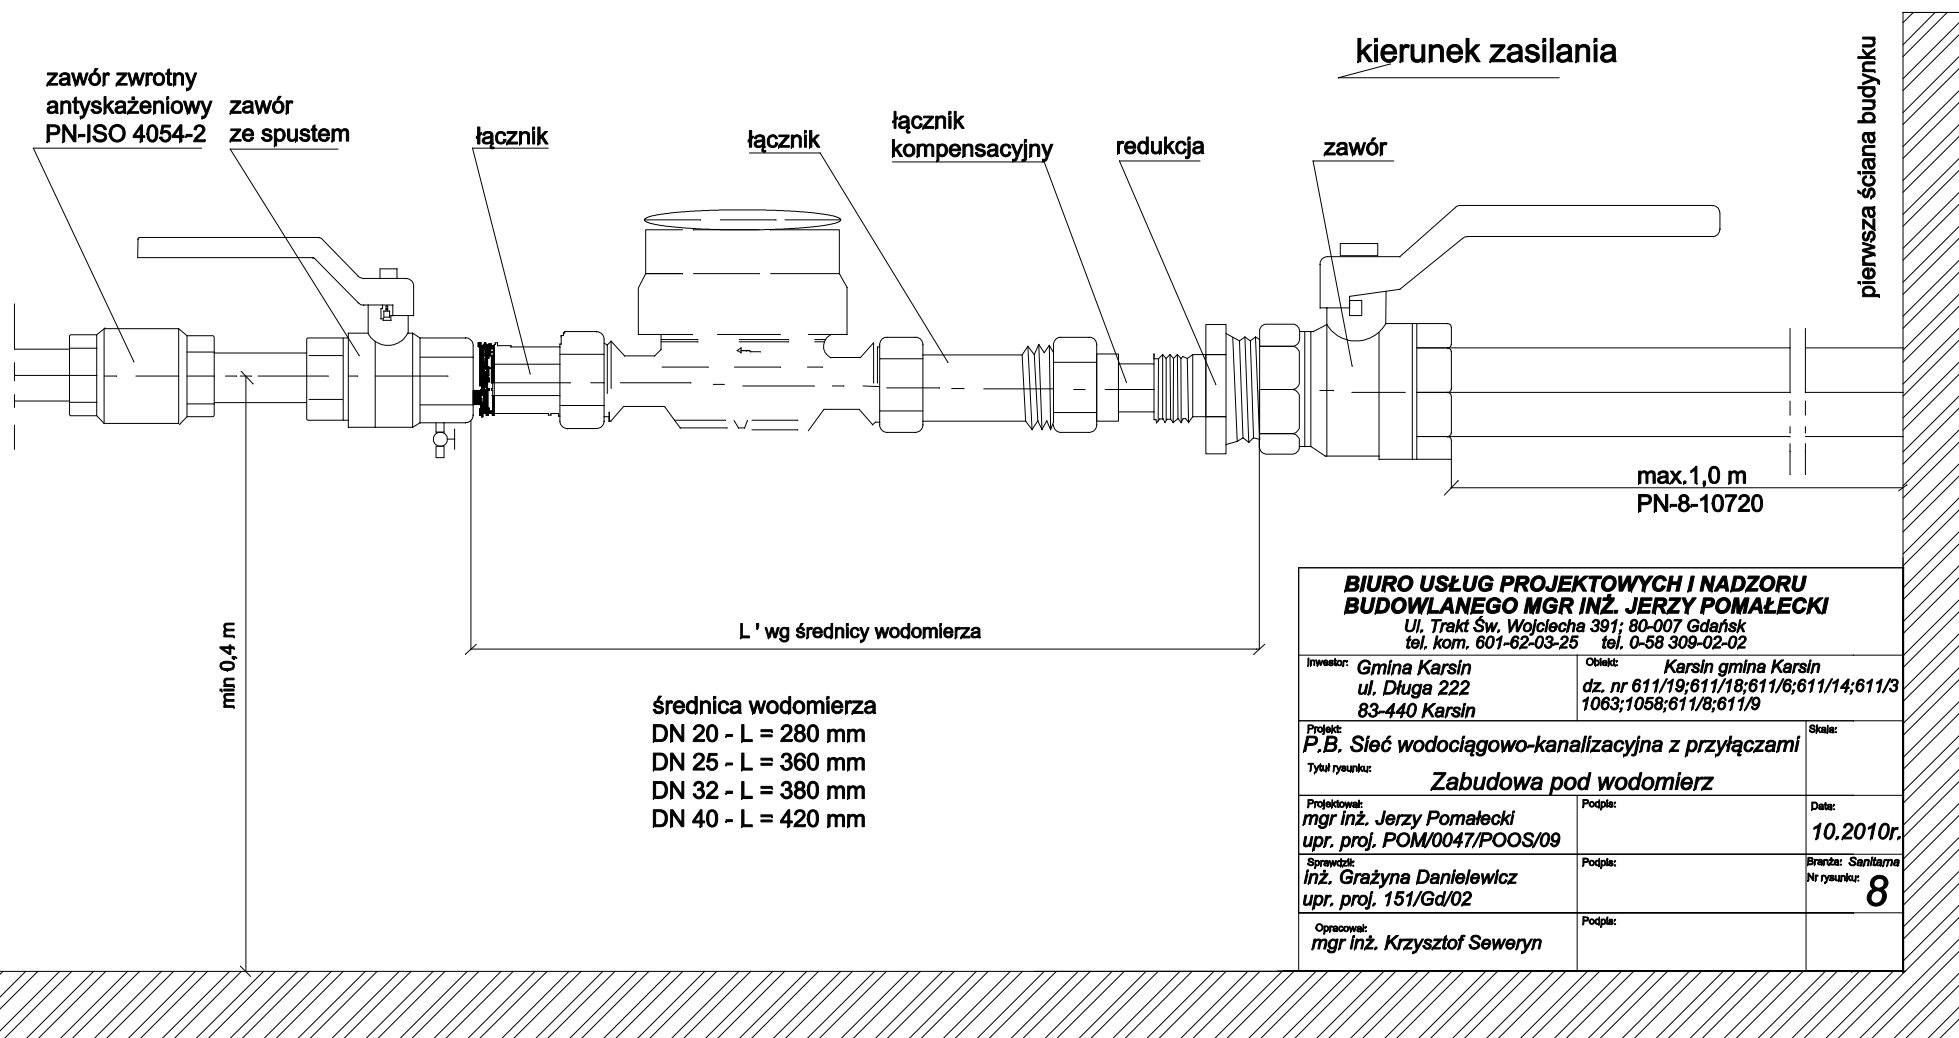 kierunek zasilania
zawór zwrotny
antyskażeniowy
PN-ISO 4054-2
zawór
ze spustem
łącznik
łącznik
łącznik
kompensacyjny
redukcja
zawór
pierwsza ściana budynku
max.1,0 m
PN-8-10720
min 0,4 m
L ' wg średnicy wodomierza
średnica wodomierza
DN 20 - L = 280 mm
DN 25 - L = 360 mm
DN 32 - L = 380 mm
DN 40 - L = 420 mm
BIURO USŁUG PROJEKTOWYCH I NADZORU
BUDOWLANEGO MGR INŻ. JERZY POMAŁECKI
Ul. Trakt Św. Wojciecha 391; 80-007 Gdańsk
tel. kom. 601-62-03-25 tel. 0-58 309-02-02
Inwestor: Gmina Karsin
ul. Długa 222
83-440 Karsin
Obiekt: Karsin gmina Karsin
dz. nr 611/19;611/18;611/6;611/14;611/3
1063;1058;611/8;611/9
Projekt:
P.B. Sieć wodociągowo-kanalizacyjna z przyłączami
Skala:
Tytuł rysunku:
Zabudowa pod wodomierz
Projektował:
mgr inż. Jerzy Pomałecki
upr. proj. POM/0047/POOS/09
Podpis:
Data:
10.2010r.
Sprawdził:
inż. Grażyna Danielewicz
upr. proj. 151/Gd/02
Podpis:
Branża: Sanitarna
Nr rysunku: 8
Opracował:
mgr inż. Krzysztof Seweryn
Podpis: